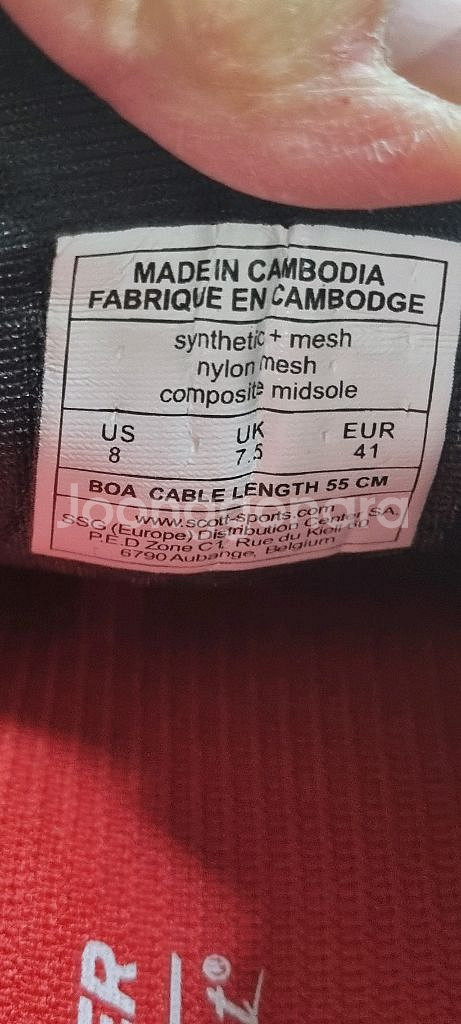 MADE IN CAMBODIA
FABRIQUE EN CAMBODGE
synthetic + mesh
nylon mesh
composite midsole
US UK EUR
8 7.5 41
BOA CABLE LENGTH 55 CM
www.scott-sports.com
SSG (Europe) Distribution Center SA
P.E.D Zone C1, Rue du Kiell 60
6790 Aubange, Belgium